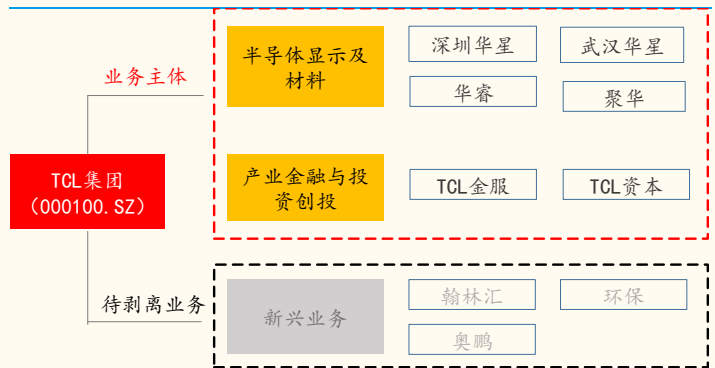 业务主体
半导体显示及
材料
深圳华星
武汉华星
华睿
聚华
TCL集团
（000100.SZ）
产业金融与投
资创投
TCL金服
TCL资本
待剥离业务
新兴业务
翰林汇
环保
奥鹏